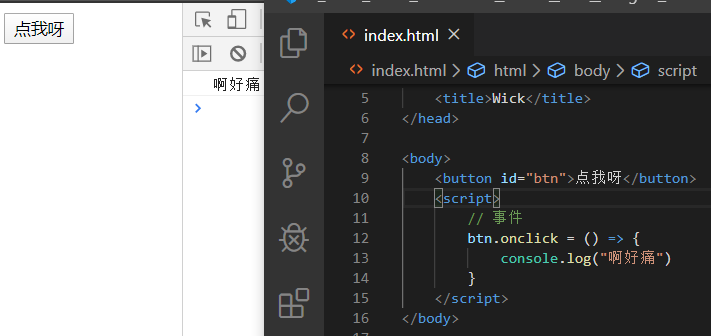 点我呀
啊好痛
index.html
index.html > html > body > script
5 <title>Wick</title>
6 </head>
7
8 <body>
9 <button id="btn">点我呀</button>
10 <script>
11 // 事件
12 btn.onclick = () => {
13 console.log("啊好痛")
14 }
15 </script>
16 </body>